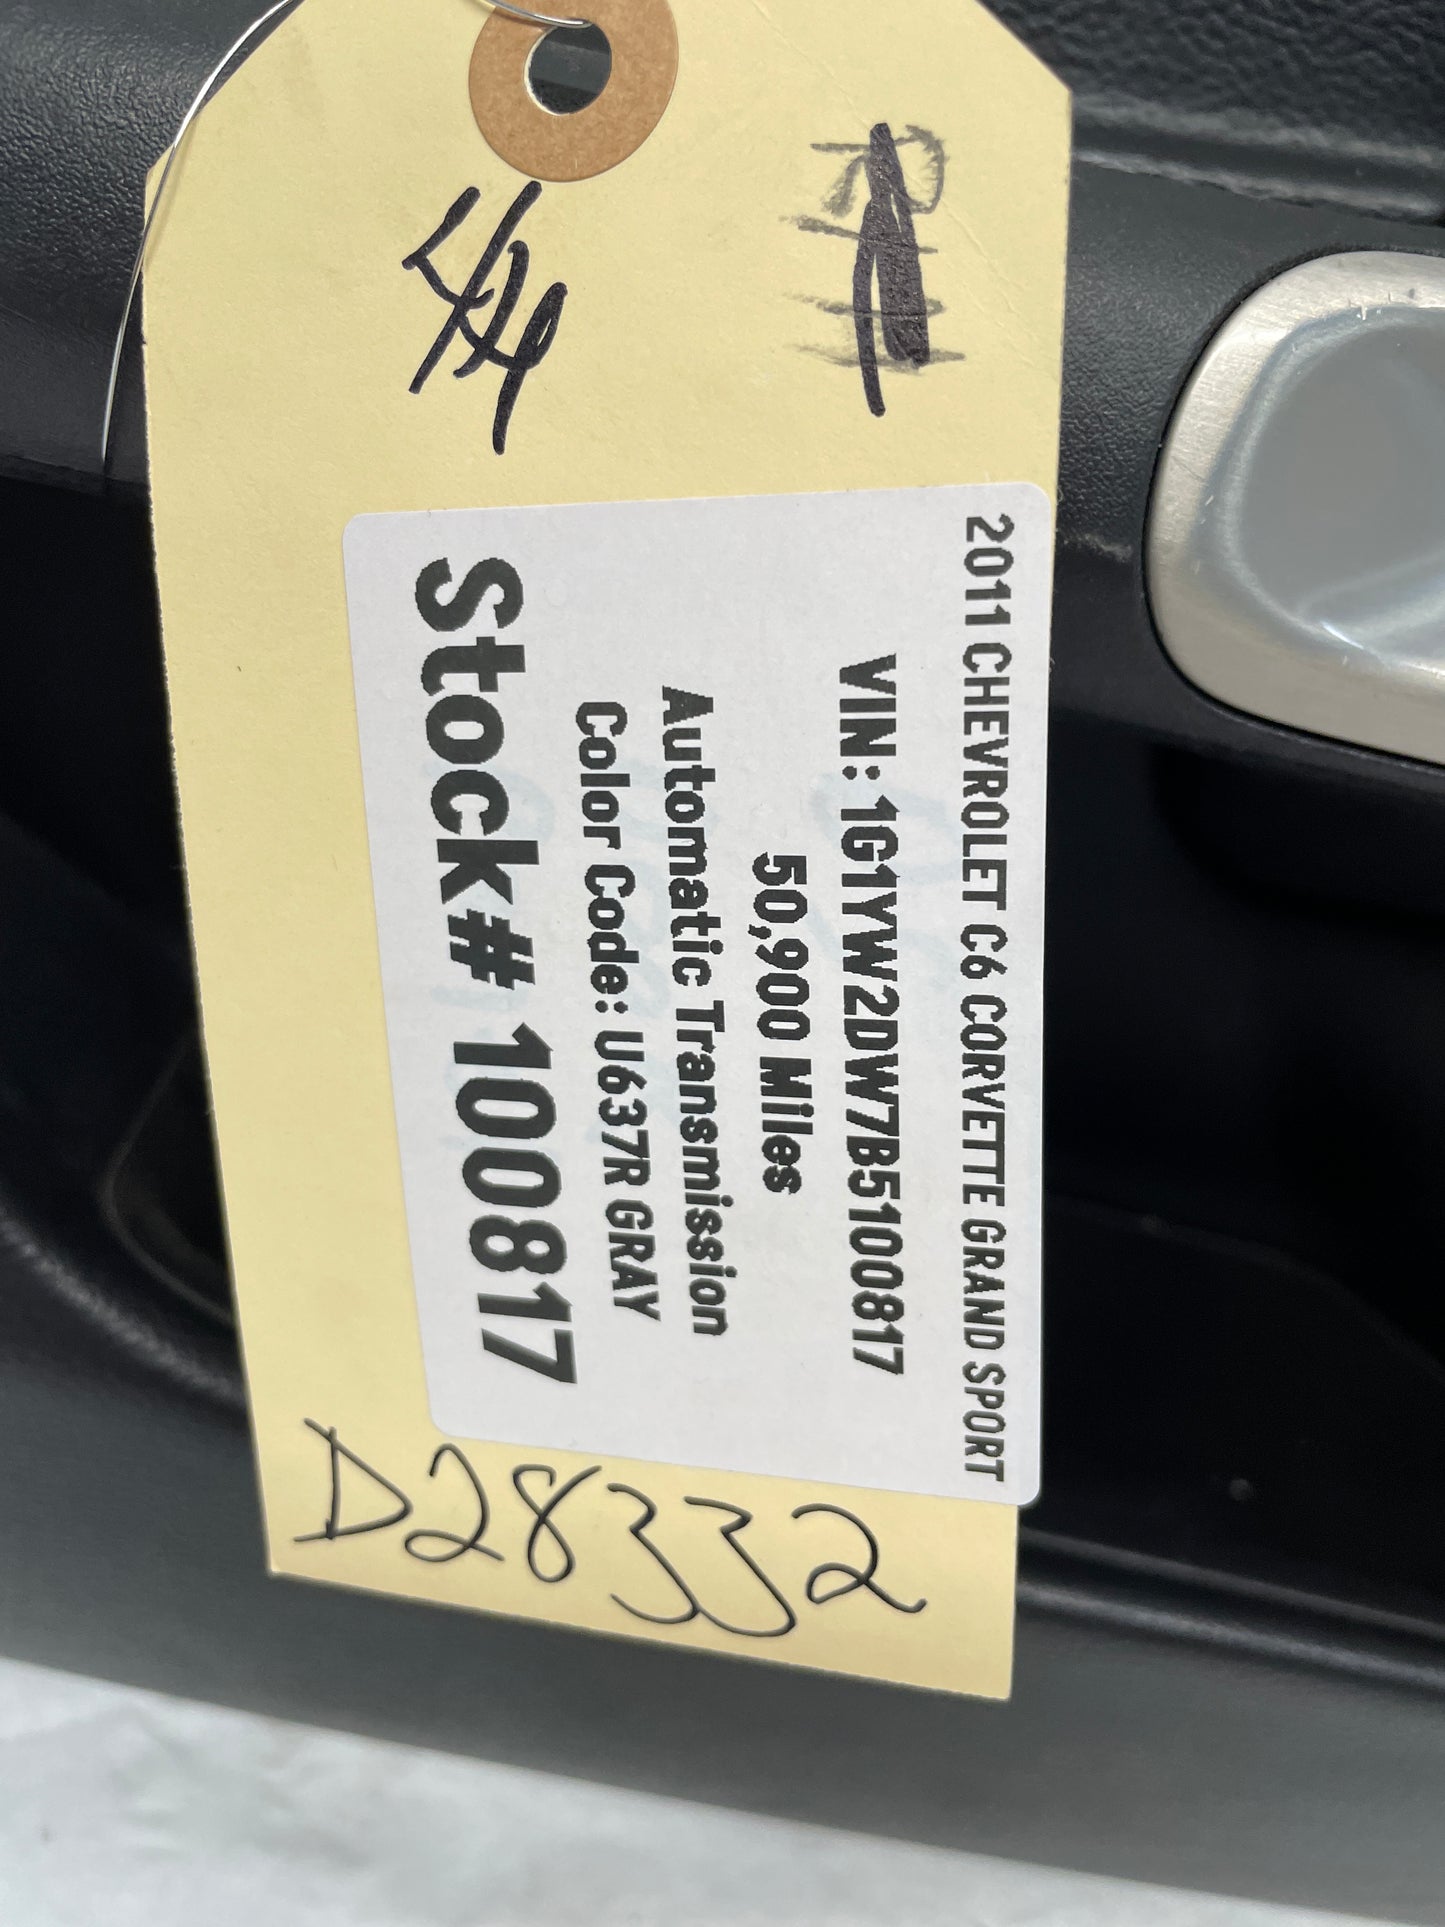 2011 CHEVROLET C6 CORVETTE GRAND SPORT
VIN: 1G1YW2DW7B5100817
50,900 Miles
Automatic Transmission
Color Code: U637R GRAY
Stock# 100817
D28332